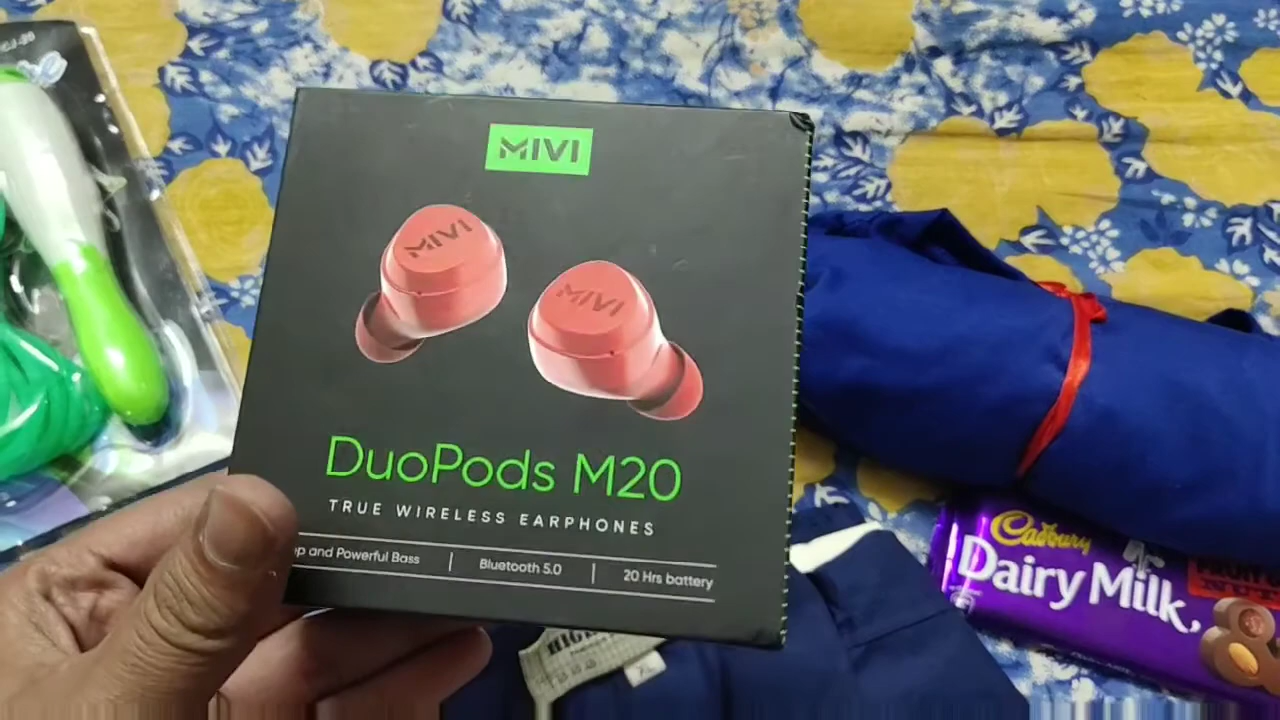 MIVI
MIVI
MIVI
DuoPods M20
TRUE WIRELESS EARPHONES
and Powerful Bass | Bluetooth 5.0 | 20 Hrs battery
Cadbury
Dairy Milk